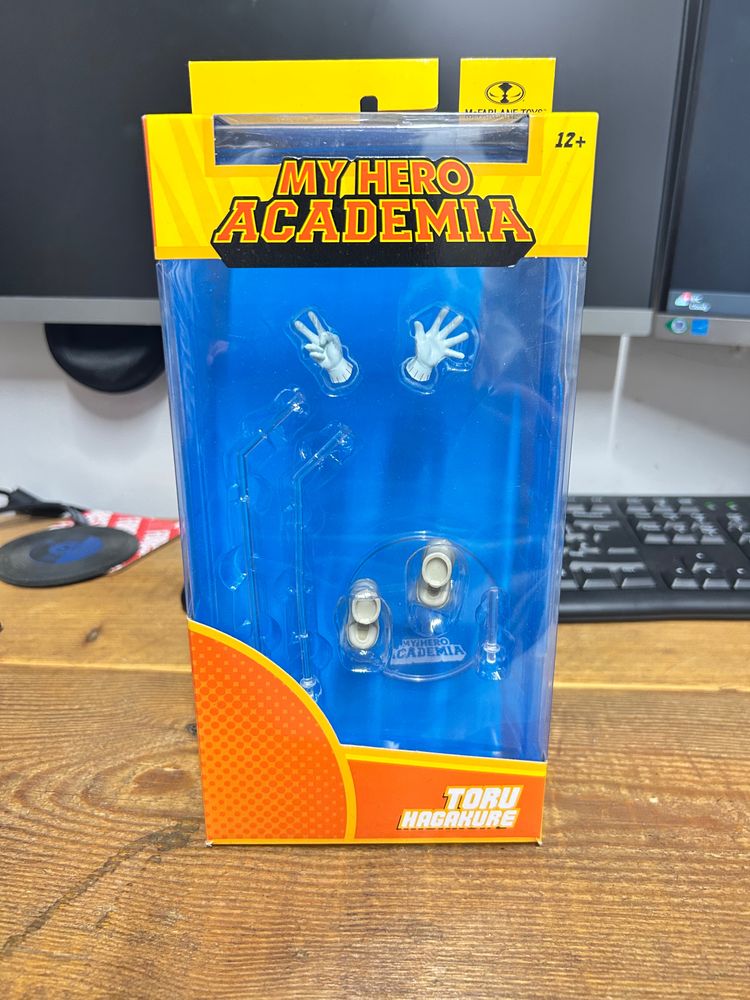 McFARLANE TOYS
12+
MY HERO
ACADEMIA
MY HERO
ACADEMIA
TORU
HAGAKURE